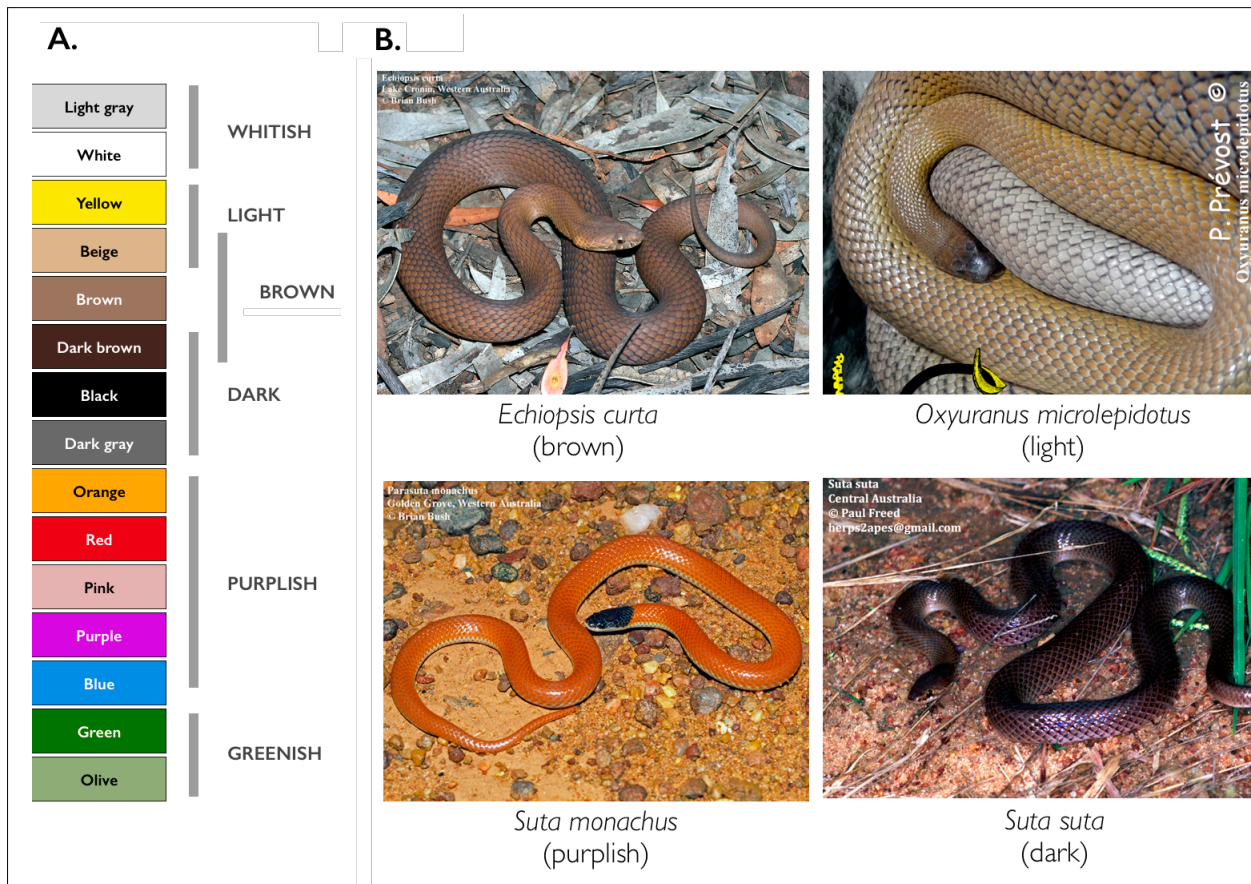 A.
Light gray
White
Yellow
Beige
Brown
Dark brown
Black
Dark gray
Orange
Red
Pink
Purple
Blue
Green
Olive
WHITISH
LIGHT
BROWN
DARK
PURPLISH
GREENISH
B.
Echiopsis curta
Lake Cronin, Western Australia
© Brian Bush
Echiopsis curta
(brown)
P. Prévost ©
Oxyuranus microlepidotus
Oxyuranus microlepidotus
(light)
Parasuta monachus
Golden Grove, Western Australia
© Brian Bush
Suta monachus
(purplish)
Suta suta
Central Australia
© Paul Freed
herps2apes@gmail.com
Suta suta
(dark)